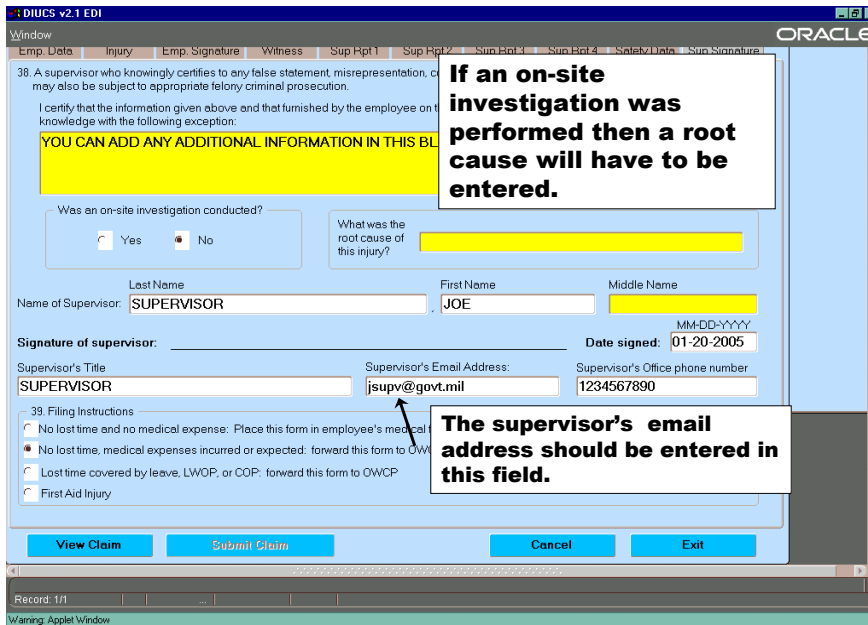 DIUCS v2.1 EDI
Window
ORACLE
Emp. Data Injury Emp. Signature Witness Sup Rpt 1 Sup Rpt 2 Sup Rpt 3 Sup Rpt 4 Safety Data Sup Signature
38. A supervisor who knowingly certifies to any false statement, misrepresentation, c
may also be subject to appropriate felony criminal prosecution.
I certify that the information given above and that furnished by the employee on t
knowledge with the following exception:
YOU CAN ADD ANY ADDITIONAL INFORMATION IN THIS BL
If an on-site
investigation was
performed then a root
cause will have to be
entered.
Was an on-site investigation conducted?
Yes No
What was the
root cause of
this injury?
Last Name First Name Middle Name
Name of Supervisor: SUPERVISOR , JOE
MM-DD-YYYY
Signature of supervisor: Date signed: 01-20-2005
Supervisor's Title Supervisor's Email Address: Supervisor's Office phone number
SUPERVISOR jsupv@govt.mil 1234567890
39. Filing Instructions
No lost time and no medical expense: Place this form in employee's medical f
No lost time, medical expenses incurred or expected: forward this form to OWC
Lost time covered by leave, LWOP, or COP: forward this form to OWCP
First Aid Injury
The supervisor's email
address should be entered in
this field.
View Claim Submit Claim Cancel Exit
Record: 1/1 ...
Warning: Applet Window